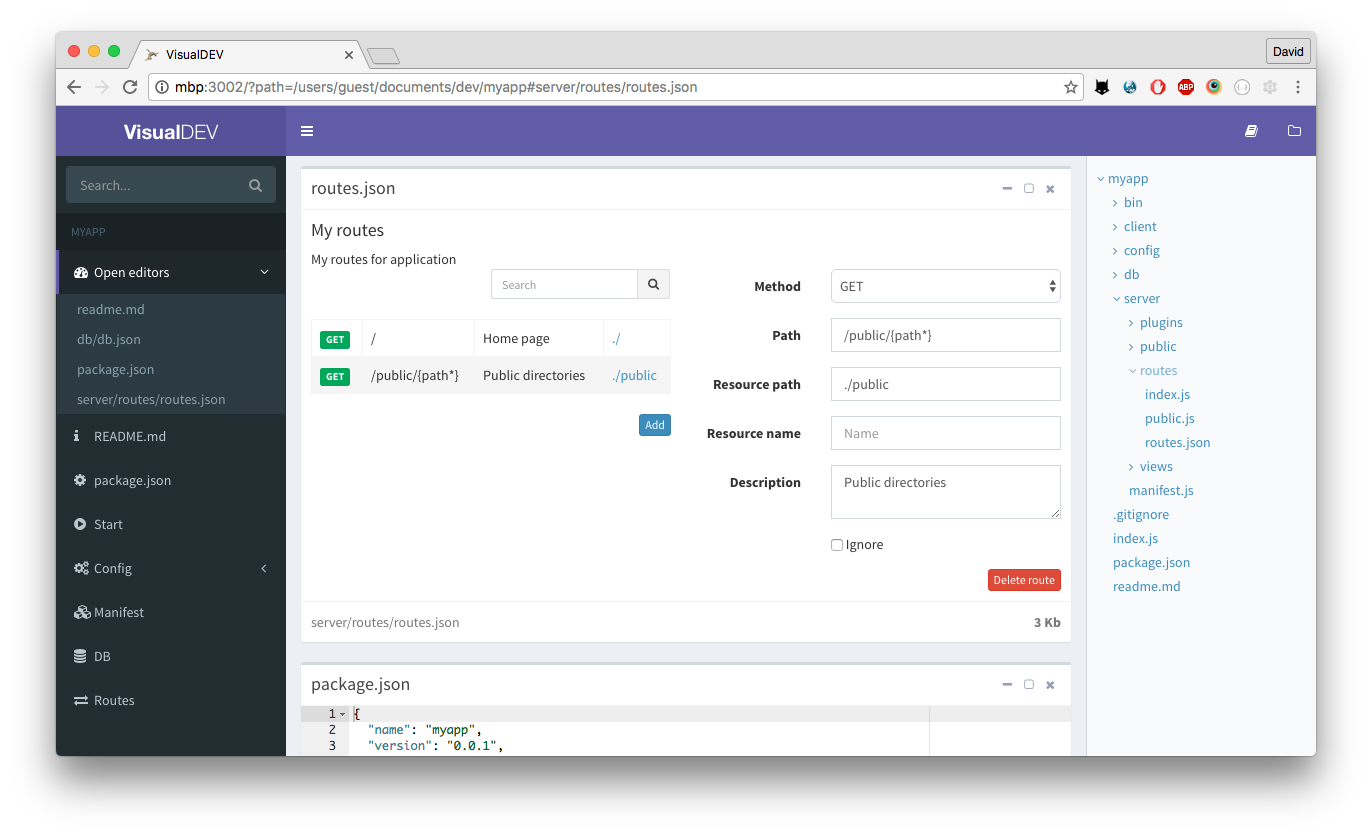 VisualDEV
David
mbp:3002/?path=/users/guest/documents/dev/myapp#server/routes/routes.json
ABP
VisualDEV
Search...
MYAPP
Open editors
readme.md
db/db.json
package.json
server/routes/routes.json
README.md
package.json
Start
Config
Manifest
DB
Routes
routes.json
My routes
My routes for application
Search
GET / Home page ./
GET /public/{path*} Public directories ./public
Add
Method GET
Path /public/{path*}
Resource path ./public
Resource name Name
Description Public directories
Ignore
Delete route
server/routes/routes.json 3 Kb
package.json
1 {
2 "name": "myapp",
3 "version": "0.0.1",
myapp
bin
client
config
db
server
plugins
public
routes
index.js
public.js
routes.json
views
manifest.js
.gitignore
index.js
package.json
readme.md